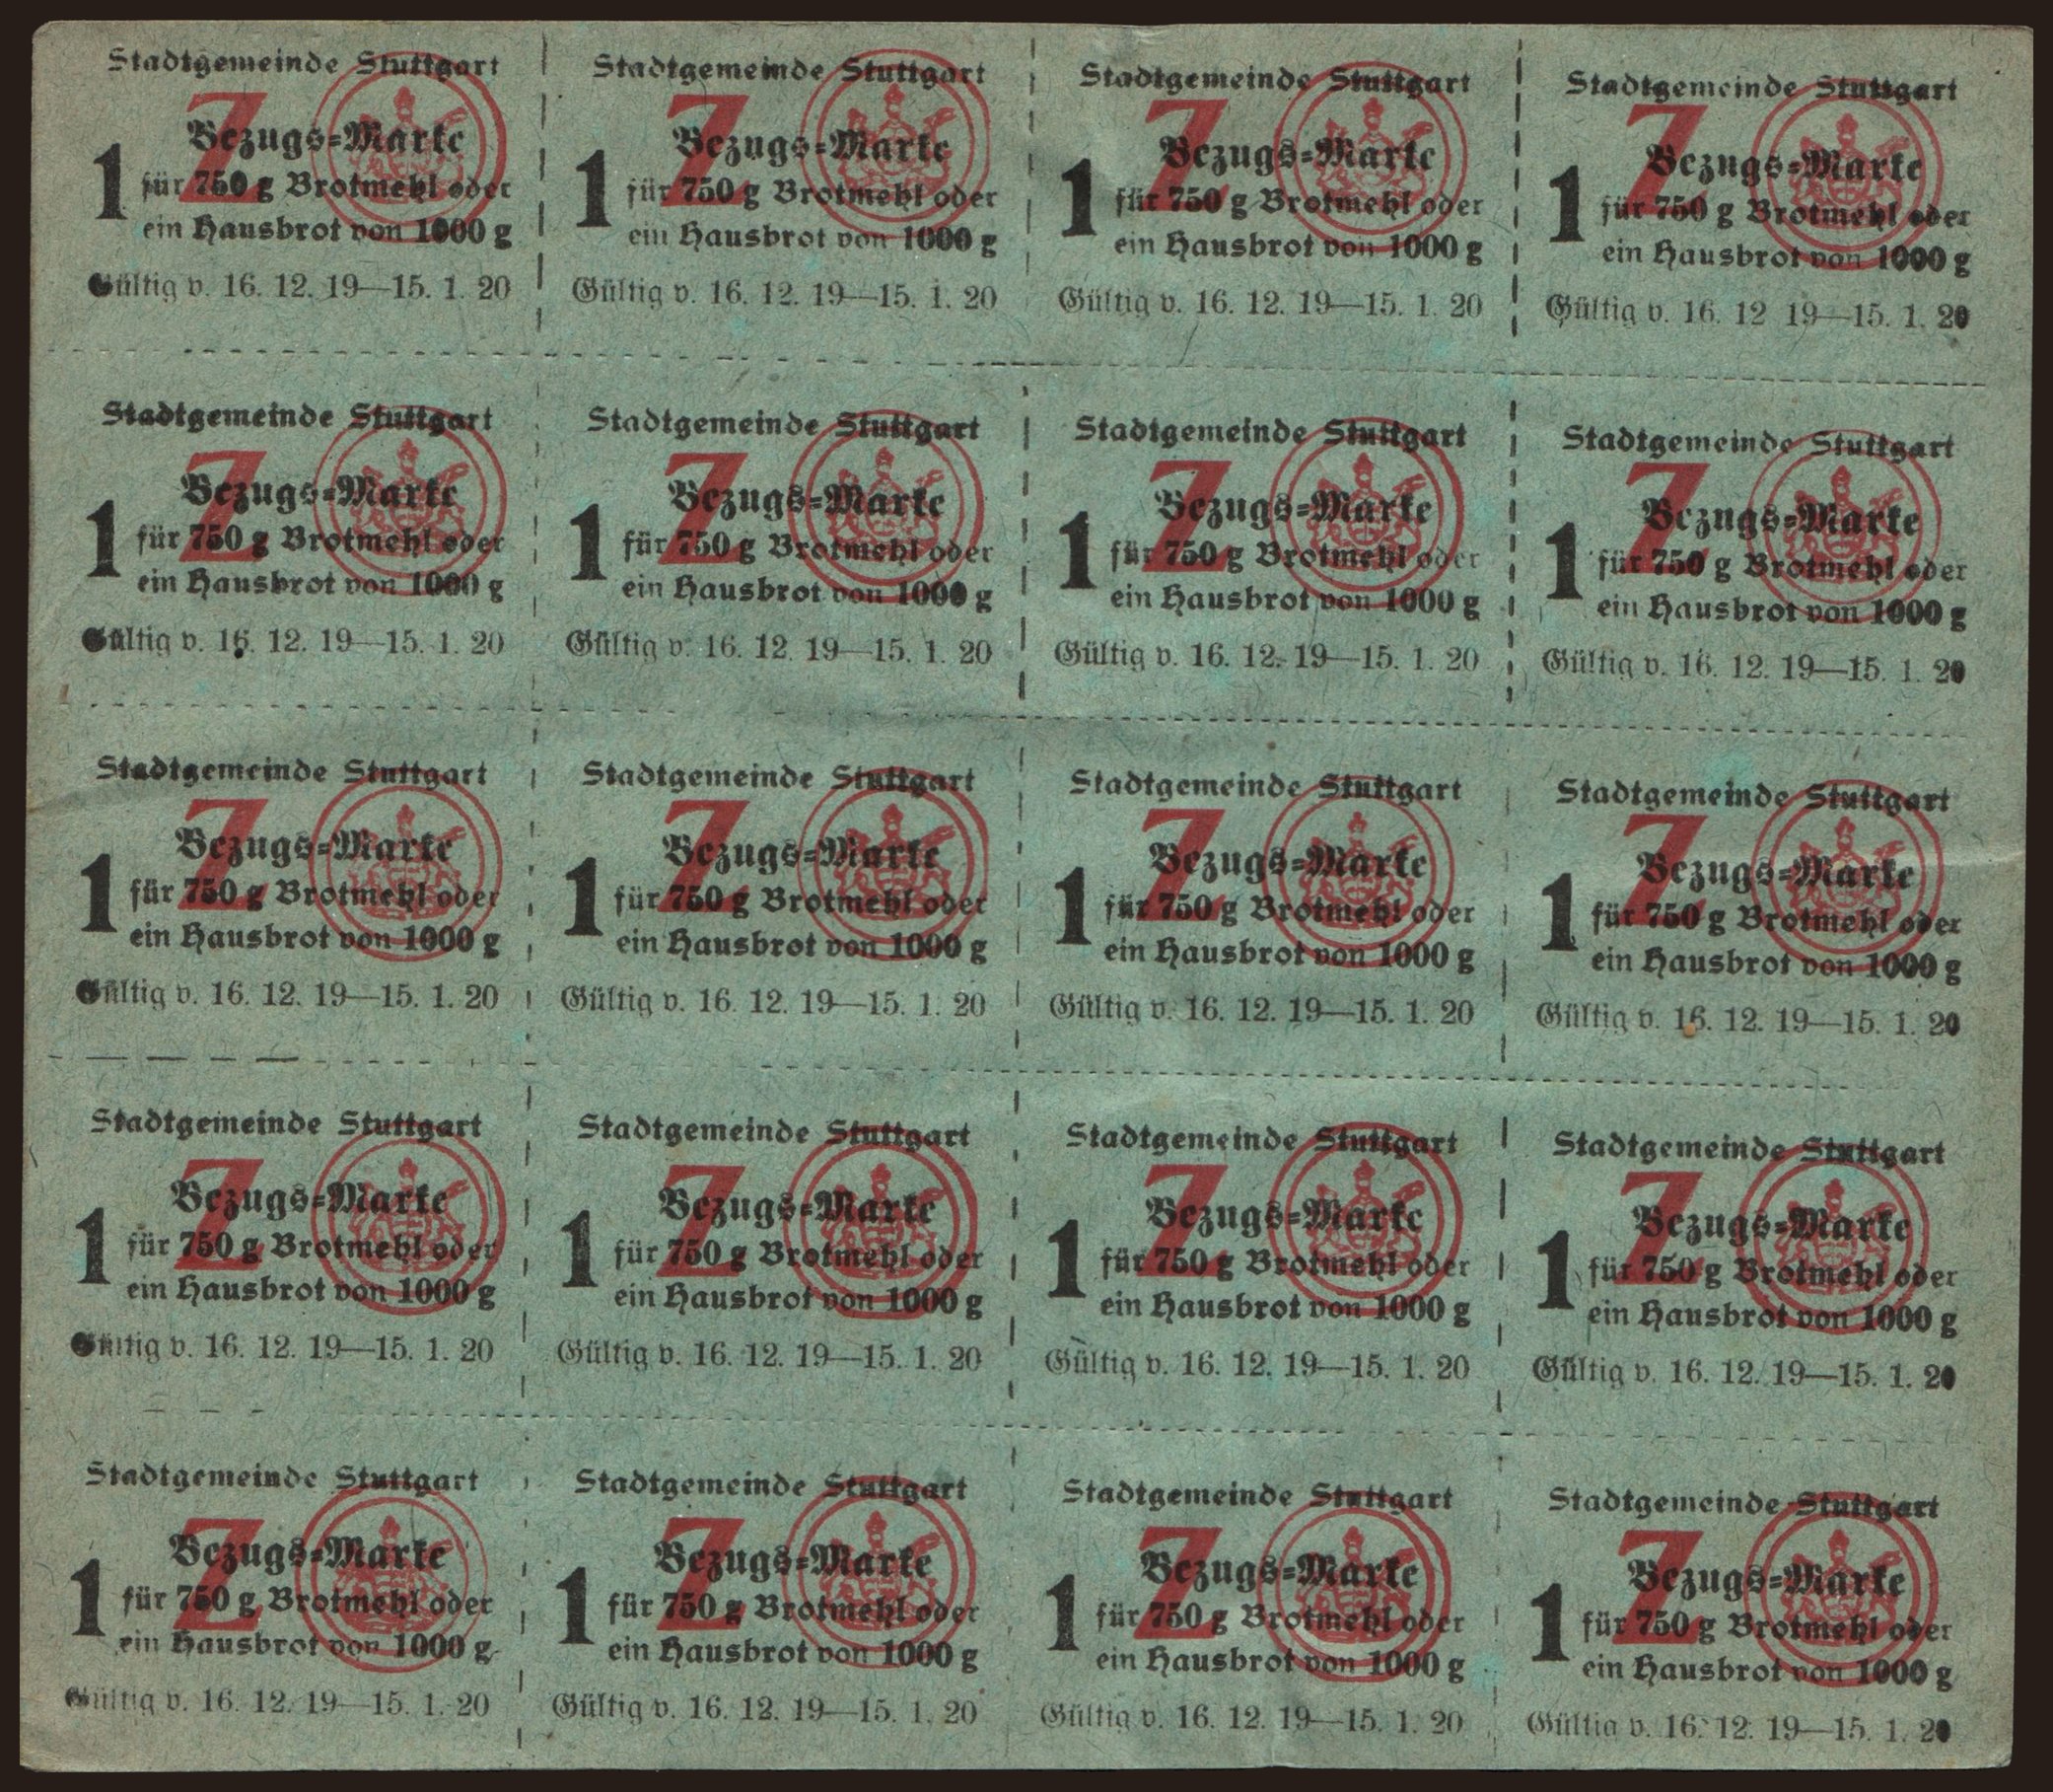 Stadtgemeinde Stuttgart
Z
Bezugs=Marke
1
für 750 g Brotmehl oder
ein Hausbrot von 1000 g
Gültig v. 16. 12. 19—15. 1. 20
Stadtgemeinde Stuttgart
Z
Bezugs=Marke
1
für 750 g Brotmehl oder
ein Hausbrot von 1000 g
Gültig v. 16. 12. 19—15. 1. 20
Stadtgemeinde Stuttgart
Z
Bezugs=Marke
1
für 750 g Brotmehl oder
ein Hausbrot von 1000 g
Gültig v. 16. 12. 19—15. 1. 20
Stadtgemeinde Stuttgart
Z
Bezugs=Marke
1
für 750 g Brotmehl oder
ein Hausbrot von 1000 g
Gültig v. 16. 12 19—15. 1. 20
Stadtgemeinde Stuttgart
Z
Bezugs=Marke
1
für 750 g Brotmehl oder
ein Hausbrot von 1000 g
Gültig v. 16. 12. 19—15. 1. 20
Stadtgemeinde Stuttgart
Z
Bezugs=Marke
1
für 750 g Brotmehl oder
ein Hausbrot von 1000 g
Gültig v. 16. 12. 19—15. 1. 20
Stadtgemeinde Stuttgart
Z
Bezugs=Marke
1
für 750 g Brotmehl oder
ein Hausbrot von 1000 g
Gültig v. 16. 12. 19—15. 1. 20
Stadtgemeinde Stuttgart
Z
Bezugs=Marke
1
für 750 g Brotmehl oder
ein Hausbrot von 1000 g
Gültig v. 16. 12. 19—15. 1. 20
Stadtgemeinde Stuttgart
Z
Bezugs=Marke
1
für 750 g Brotmehl oder
ein Hausbrot von 1000 g
Gültig v. 16. 12. 19—15. 1. 20
Stadtgemeinde Stuttgart
Z
Bezugs=Marke
1
für 750 g Brotmehl oder
ein Hausbrot von 1000 g
Gültig v. 16. 12. 19—15. 1. 20
Stadtgemeinde Stuttgart
Z
Bezugs=Marke
1
für 750 g Brotmehl oder
ein Hausbrot von 1000 g
Gültig v. 16. 12. 19—15. 1. 20
Stadtgemeinde Stuttgart
Z
Bezugs=Marke
1
für 750 g Brotmehl oder
ein Hausbrot von 1000 g
Gültig v. 16. 12. 19—15. 1. 20
Stadtgemeinde Stuttgart
Z
Bezugs=Marke
1
für 750 g Brotmehl oder
ein Hausbrot von 1000 g
Gültig v. 16. 12. 19—15. 1. 20
Stadtgemeinde Stuttgart
Z
Bezugs=Marke
1
für 750 g Brotmehl oder
ein Hausbrot von 1000 g
Gültig v. 16. 12. 19—15. 1. 20
Stadtgemeinde Stuttgart
Z
Bezugs=Marke
1
für 750 g Brotmehl oder
ein Hausbrot von 1000 g
Gültig v. 16. 12. 19—15. 1. 20
Stadtgemeinde Stuttgart
Z
Bezugs=Marke
1
für 750 g Brotmehl oder
ein Hausbrot von 1000 g
Gültig v. 16. 12. 19—15. 1. 20
Stadtgemeinde Stuttgart
Z
Bezugs=Marke
1
für 750 g Brotmehl oder
ein Hausbrot von 1000 g
Gültig v. 16. 12. 19—15. 1. 20
Stadtgemeinde Stuttgart
Z
Bezugs=Marke
1
für 750 g Brotmehl oder
ein Hausbrot von 1000 g
Gültig v. 16. 12. 19—15. 1. 20
Stadtgemeinde Stuttgart
Z
Bezugs=Marke
1
für 750 g Brotmehl oder
ein Hausbrot von 1000 g
Gültig v. 16. 12. 19—15. 1. 20
Stadtgemeinde Stuttgart
Z
Bezugs=Marke
1
für 750 g Brotmehl oder
ein Hausbrot von 1000 g
Gültig v. 16. 12. 19—15. 1. 20